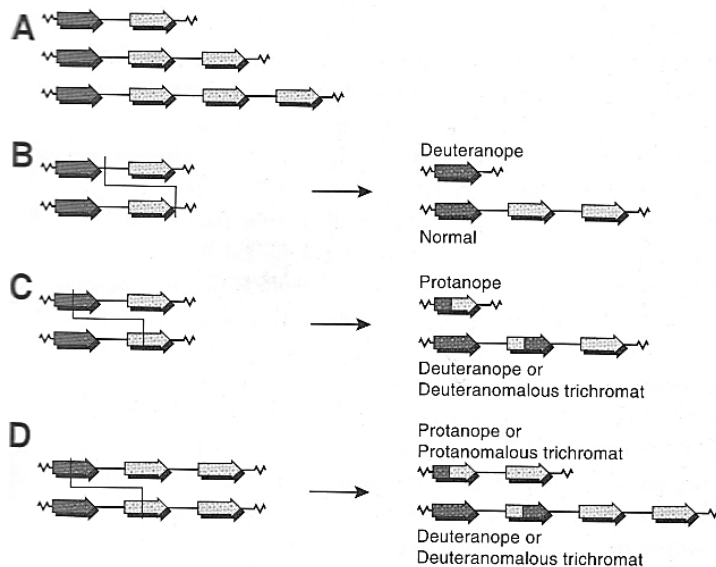 A
B
Deuteranope
Normal
C
Protanope
Deuteranope or
Deuteranomalous trichromat
D
Protanope or
Protanomalous trichromat
Deuteranope or
Deuteranomalous trichromat